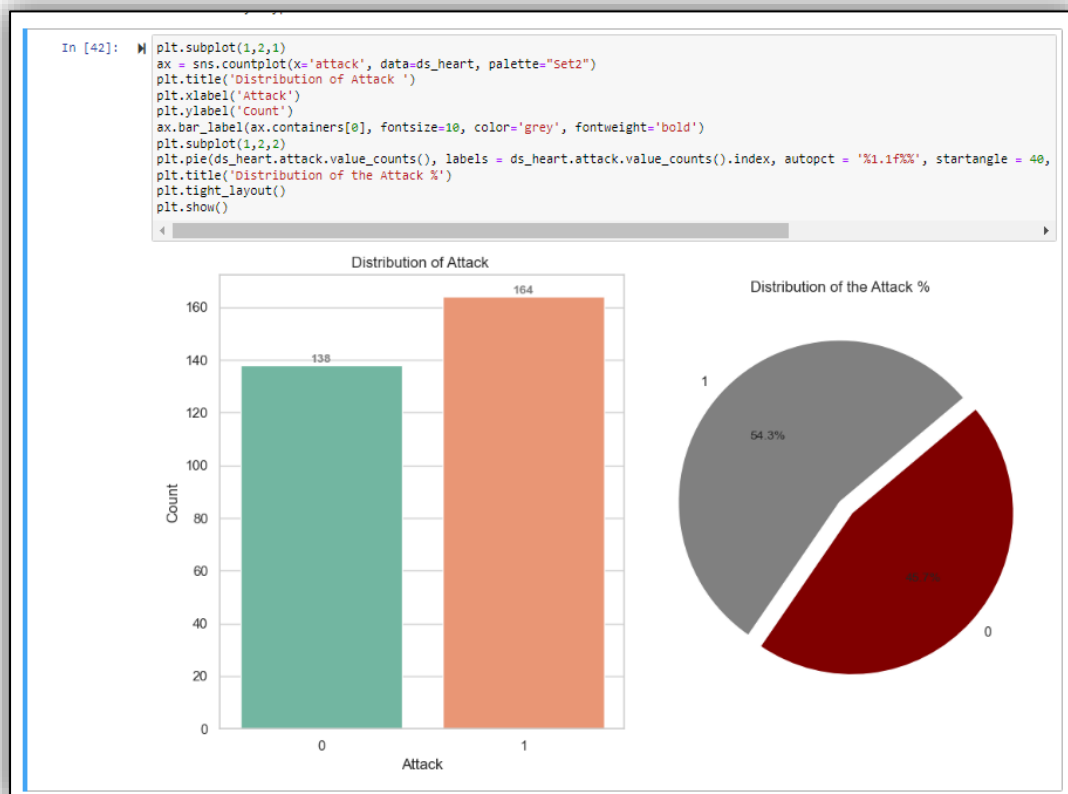 In [42]:
plt.subplot(1,2,1)
ax = sns.countplot(x='attack', data=ds_heart, palette="Set2")
plt.title('Distribution of Attack ')
plt.xlabel('Attack')
plt.ylabel('Count')
ax.bar_label(ax.containers[0], fontsize=10, color='grey', fontweight='bold')
plt.subplot(1,2,2)
plt.pie(ds_heart.attack.value_counts(), labels = ds_heart.attack.value_counts().index, autopct = '%1.1f%%', startangle = 40,
plt.title('Distribution of the Attack %')
plt.tight_layout()
plt.show()
Distribution of Attack
160
140
120
100
80
60
40
20
0
Count
138
164
0
1
Attack
Distribution of the Attack %
1
54.3%
0